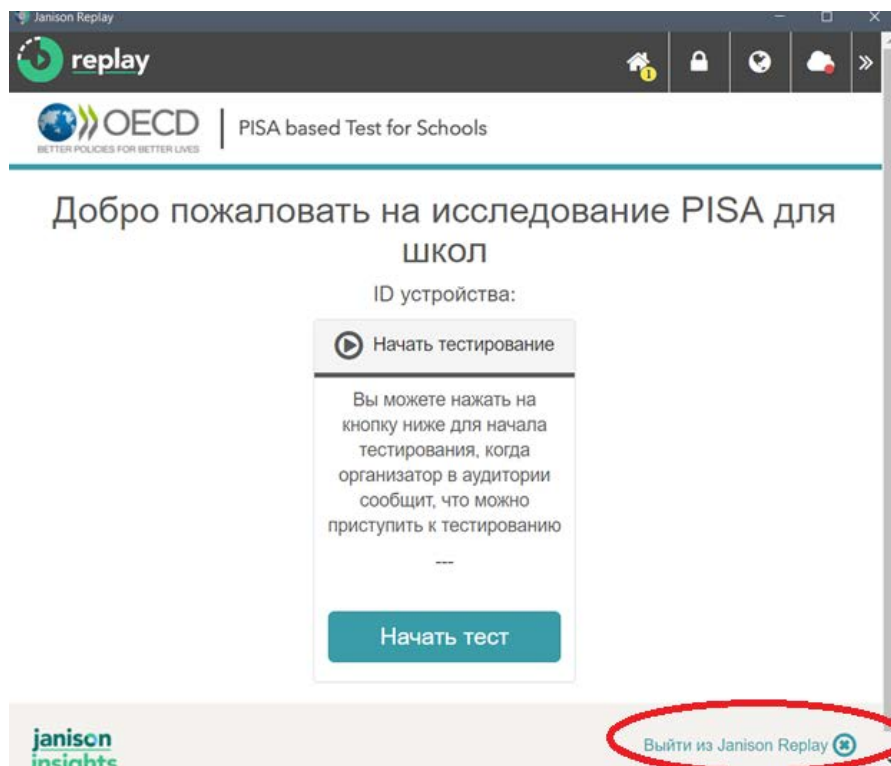 Janison Replay
replay
1
OECD
BETTER POLICIES FOR BETTER LIVES
PISA based Test for Schools
Добро пожаловать на исследование PISA для
школ
ID устройства:
Начать тестирование
Вы можете нажать на
кнопку ниже для начала
тестирования, когда
организатор в аудитории
сообщит, что можно
приступить к тестированию
---
Начать тест
janison
insights
Выйти из Janison Replay